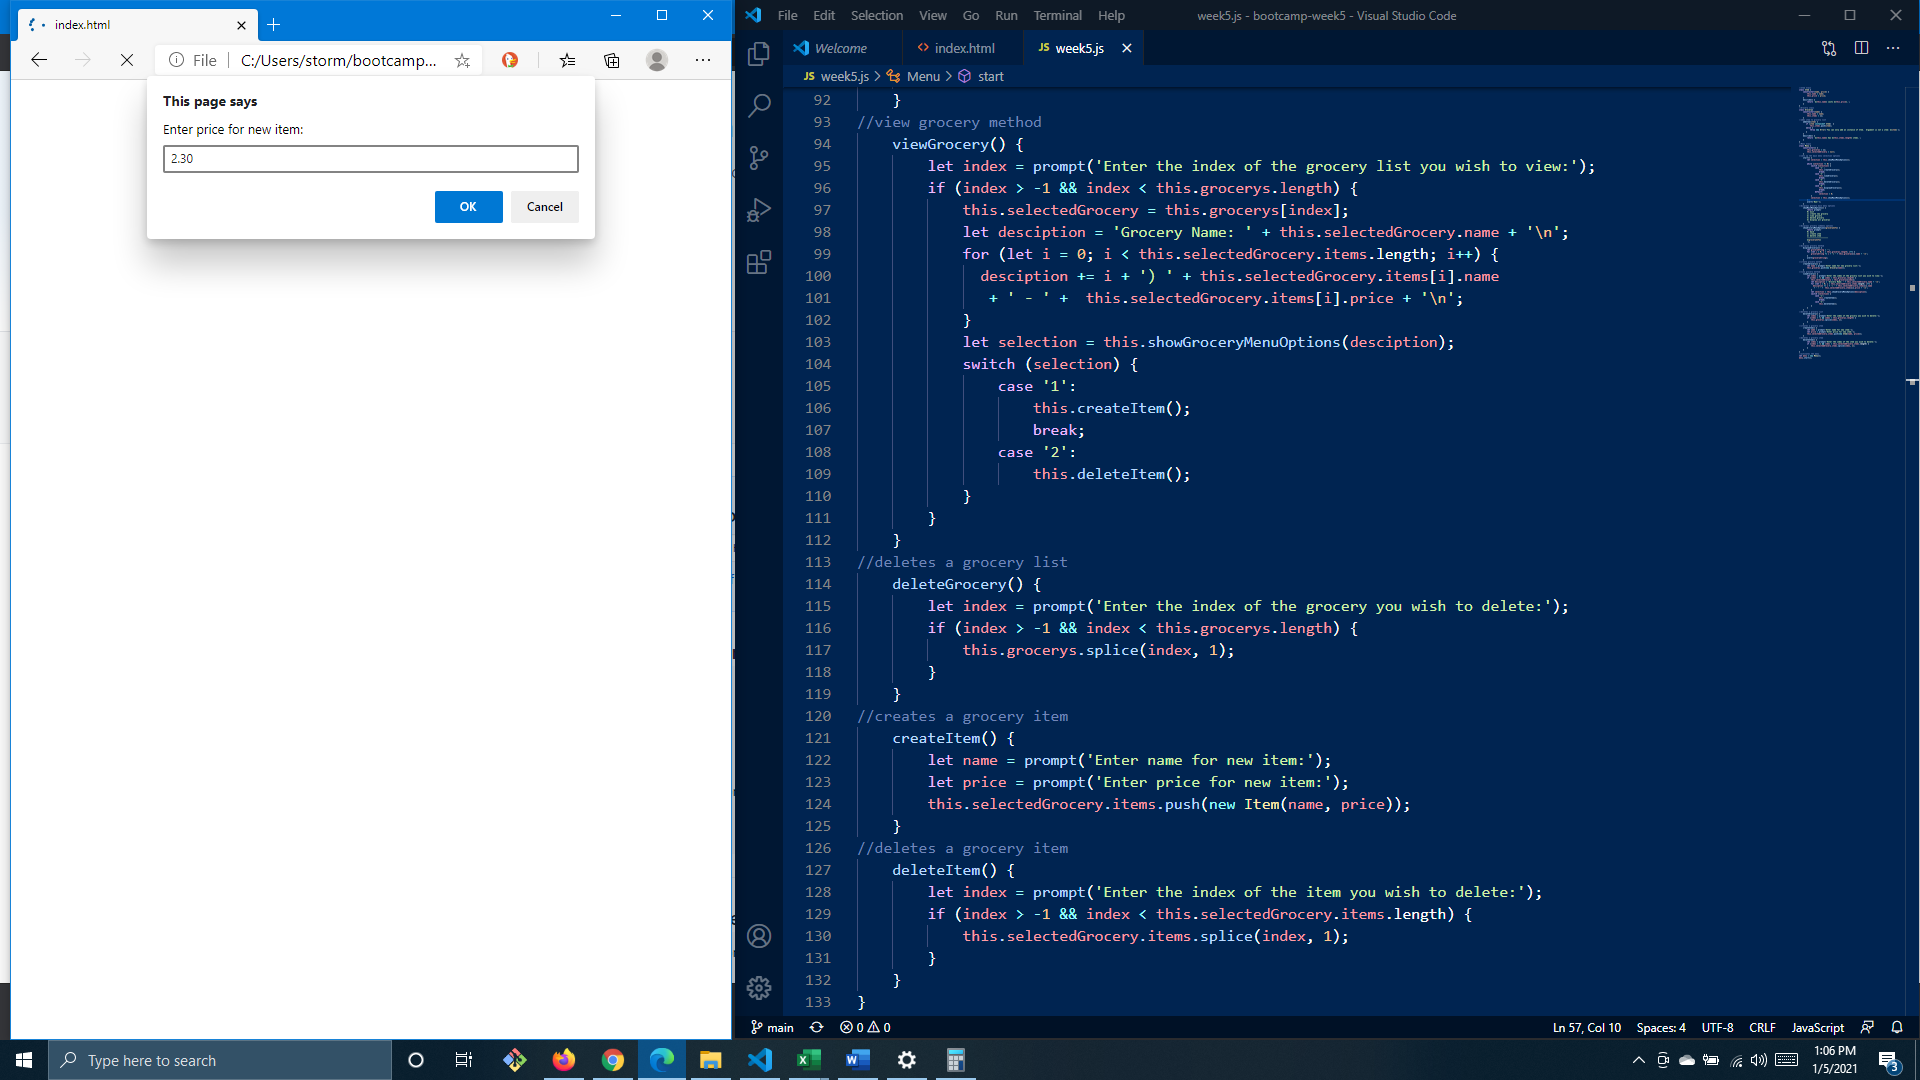 index.html
File
C:/Users/storm/bootcamp...
This page says
Enter price for new item:
2.30
OK
Cancel
File Edit Selection View Go Run Terminal Help
week5.js - bootcamp-week5 - Visual Studio Code
Welcome
index.html
JS week5.js
JS week5.js > Menu > start
92 }
93 //view grocery method
94 viewGrocery() {
95 let index = prompt('Enter the index of the grocery list you wish to view:');
96 if (index > -1 && index < this.grocerys.length) {
97 this.selectedGrocery = this.grocerys[index];
98 let desciption = 'Grocery Name: ' + this.selectedGrocery.name + '\n';
99 for (let i = 0; i < this.selectedGrocery.items.length; i++) {
100 desciption += i + ') ' + this.selectedGrocery.items[i].name
101 + ' - ' +  this.selectedGrocery.items[i].price + '\n';
102 }
103 let selection = this.showGroceryMenuOptions(desciption);
104 switch (selection) {
105 case '1':
106 this.createItem();
107 break;
108 case '2':
109 this.deleteItem();
110 }
111 }
112 }
113 //deletes a grocery list
114 deleteGrocery() {
115 let index = prompt('Enter the index of the grocery you wish to delete:');
116 if (index > -1 && index < this.grocerys.length) {
117 this.grocerys.splice(index, 1);
118 }
119 }
120 //creates a grocery item
121 createItem() {
122 let name = prompt('Enter name for new item:');
123 let price = prompt('Enter price for new item:');
124 this.selectedGrocery.items.push(new Item(name, price));
125 }
126 //deletes a grocery item
127 deleteItem() {
128 let index = prompt('Enter the index of the item you wish to delete:');
129 if (index > -1 && index < this.selectedGrocery.items.length) {
130 this.selectedGrocery.items.splice(index, 1);
131 }
132 }
133 }
main
0 0
Ln 57, Col 10
Spaces: 4
UTF-8
CRLF
JavaScript
Type here to search
1:06 PM
1/5/2021
3